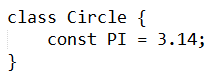 class Circle {
    const PI = 3.14;
}